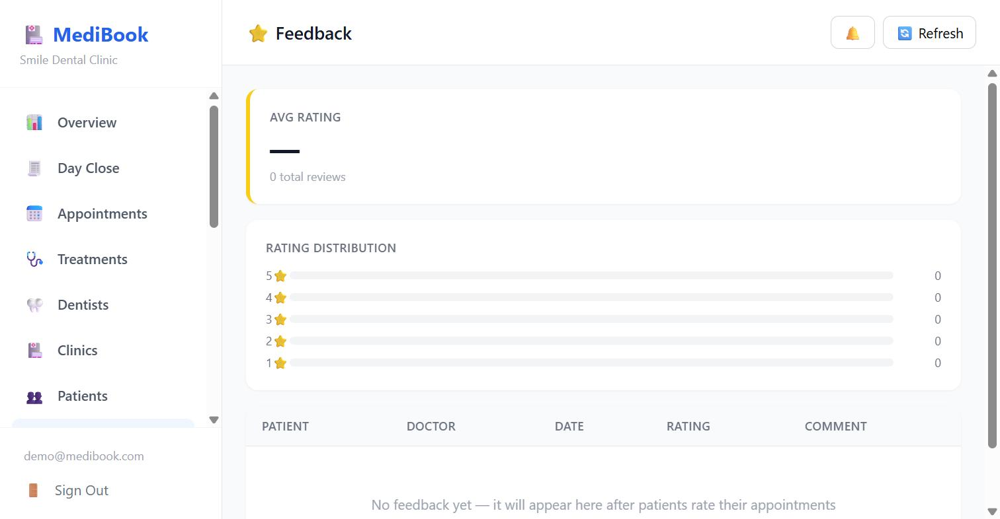 MediBook
Smile Dental Clinic
Overview
Day Close
Appointments
Treatments
Dentists
Clinics
Patients
demo@medibook.com
Sign Out
Feedback
Refresh
AVG RATING
—
0 total reviews
RATING DISTRIBUTION
5 0
4 0
3 0
2 0
1 0
PATIENT DOCTOR DATE RATING COMMENT
No feedback yet — it will appear here after patients rate their appointments